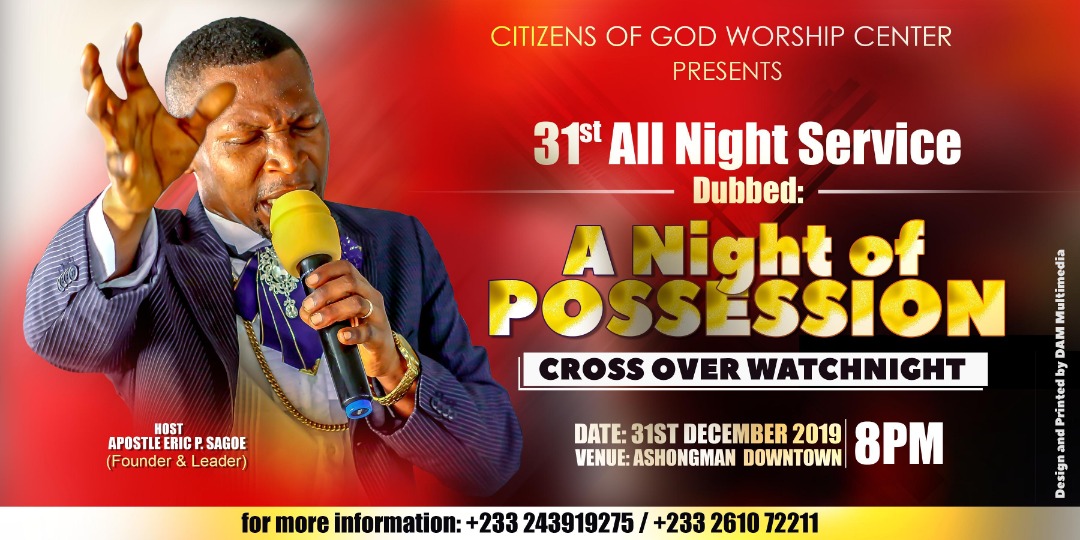 CITIZENS OF GOD WORSHIP CENTER
PRESENTS
31st All Night Service
Dubbed:
A Night of
POSSESSION
CROSS OVER WATCHNIGHT
DATE: 31ST DECEMBER 2019
VENUE: ASHONGMAN DOWNTOWN
8PM
HOST
APOSTLE ERIC P. SAGOE
(Founder & Leader)
for more information: +233 243919275 / +233 2610 72211
Design and Printed by DAM Multimedia